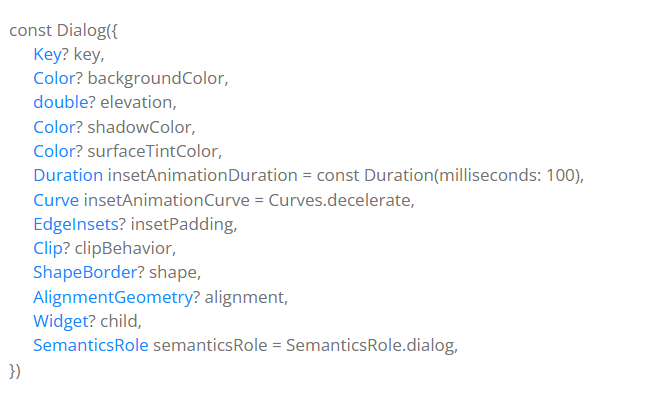 const Dialog({
Key? key,
Color? backgroundColor,
double? elevation,
Color? shadowColor,
Color? surfaceTintColor,
Duration insetAnimationDuration = const Duration(milliseconds: 100),
Curve insetAnimationCurve = Curves.decelerate,
EdgeInsets? insetPadding,
Clip? clipBehavior,
ShapeBorder? shape,
AlignmentGeometry? alignment,
Widget? child,
SemanticsRole semanticsRole = SemanticsRole.dialog,
})